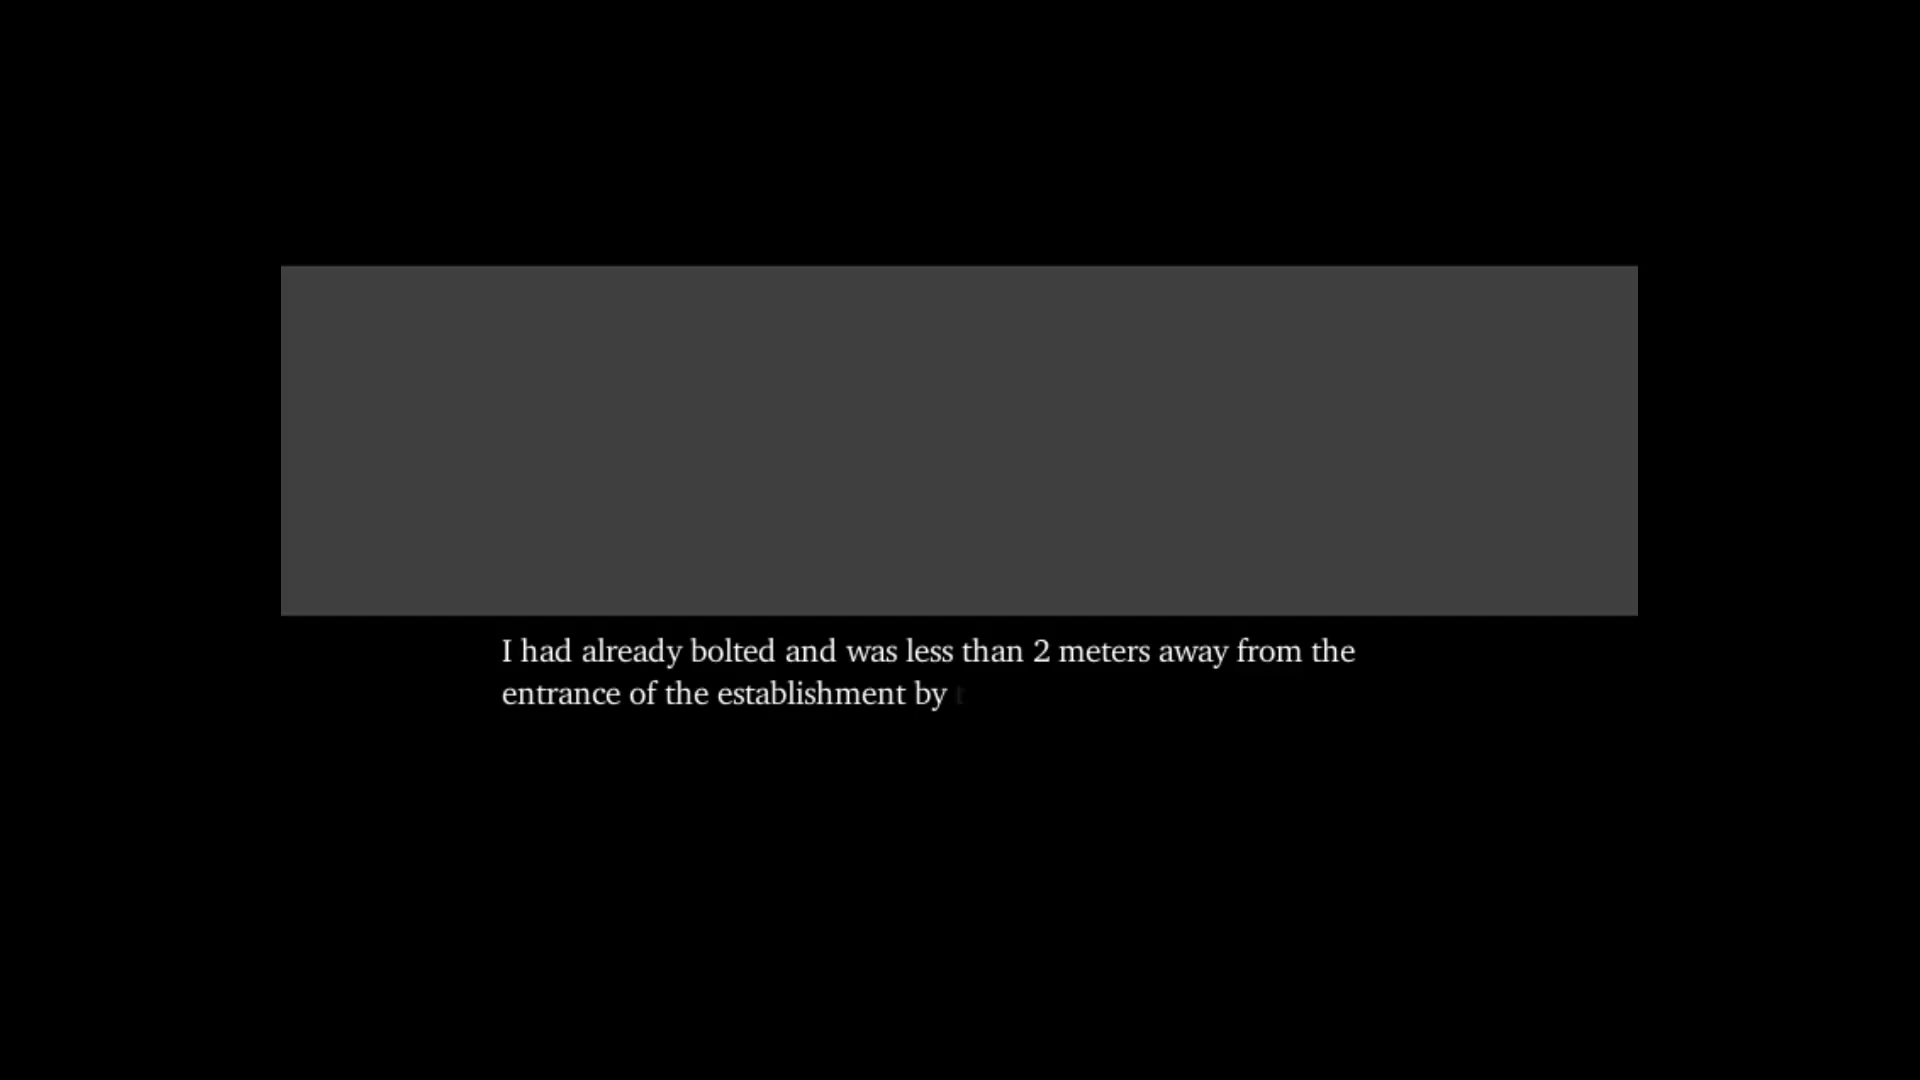 I had already bolted and was less than 2 meters away from the
entrance of the establishment by